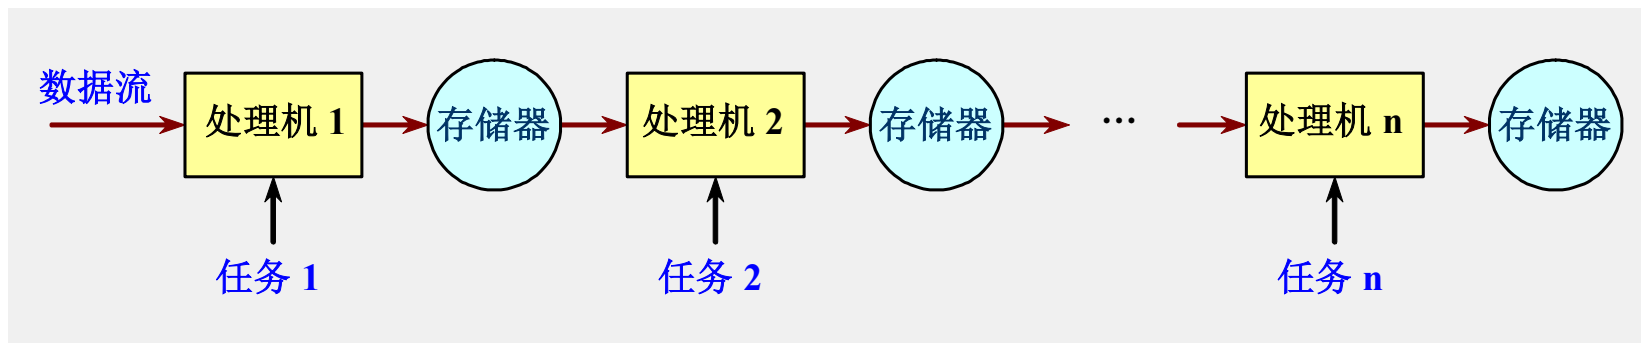 数据流
处理机 1
存储器
处理机 2
存储器
…
处理机 n
存储器
任务 1
任务 2
任务 n